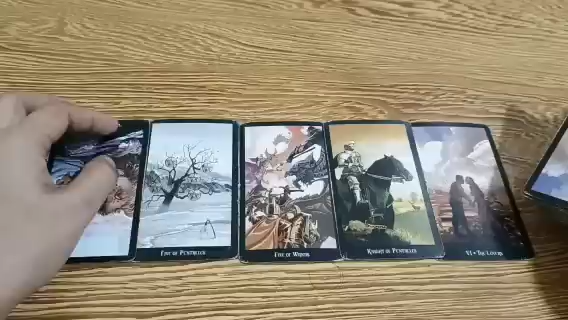 FIVE OF PENTACLES
FIVE OF WANDS
KNIGHT OF PENTACLES
VI • THE LOVERS